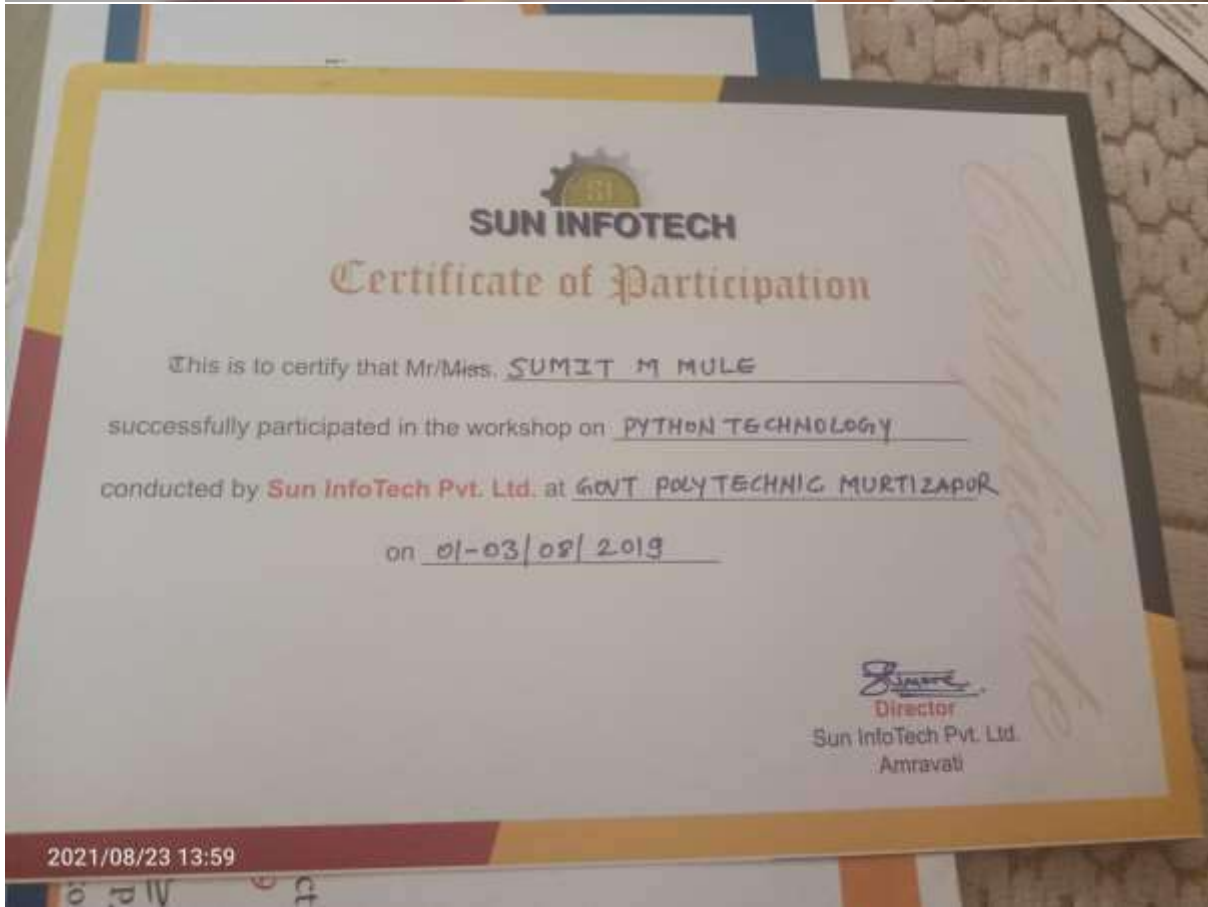 SI
SUN INFOTECH
Certificate of Participation
This is to certify that Mr/Miss. SUMIT M MULE
successfully participated in the workshop on PYTHON TECHNOLOGY
conducted by Sun InfoTech Pvt. Ltd. at GOVT POLYTECHNIC MURTIZAPUR
on 01-03/08/2019
Certificate
Director
Sun InfoTech Pvt. Ltd.
Amravati
2021/08/23 13:59